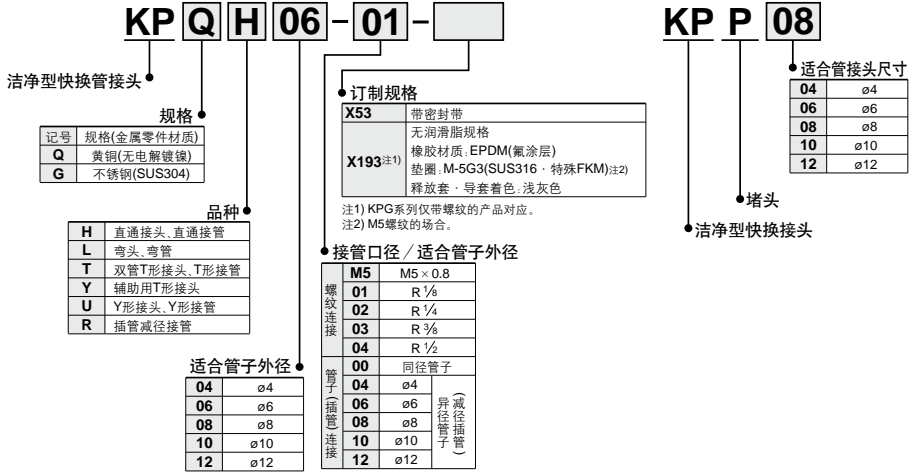 KP Q H 06 - 01 -
洁净型快换管接头
规格
记号 规格(金属零件材质)
Q 黄铜(无电解镀镍)
G 不锈钢(SUS304)
品种
H 直通接头、直通接管
L 弯头、弯管
T 双管T形接头、T形接管
Y 辅助用T形接头
U Y形接头、Y形接管
R 插管减径接管
适合管子外径
04 ø4
06 ø6
08 ø8
10 ø10
12 ø12
订制规格
X53 带密封带
X193注1) 无润滑脂规格
橡胶材质:EPDM(氟涂层)
垫圈:M-5G3(SUS316·特殊FKM)注2)
释放套·导套着色:浅灰色
注1) KPG系列仅带螺纹的产品对应。
注2) M5螺纹的场合。
接管口径/适合管子外径
螺纹连接
M5 M5×0.8
01 R 1/8
02 R 1/4
03 R 3/8
04 R 1/2
管子(插管)连接
00 同径管子
04 ø4
06 ø6
08 ø8
10 ø10
12 ø12
异径管子
(减径插管)
KP P 08
适合管接头尺寸
04 ø4
06 ø6
08 ø8
10 ø10
12 ø12
堵头
洁净型快换接头